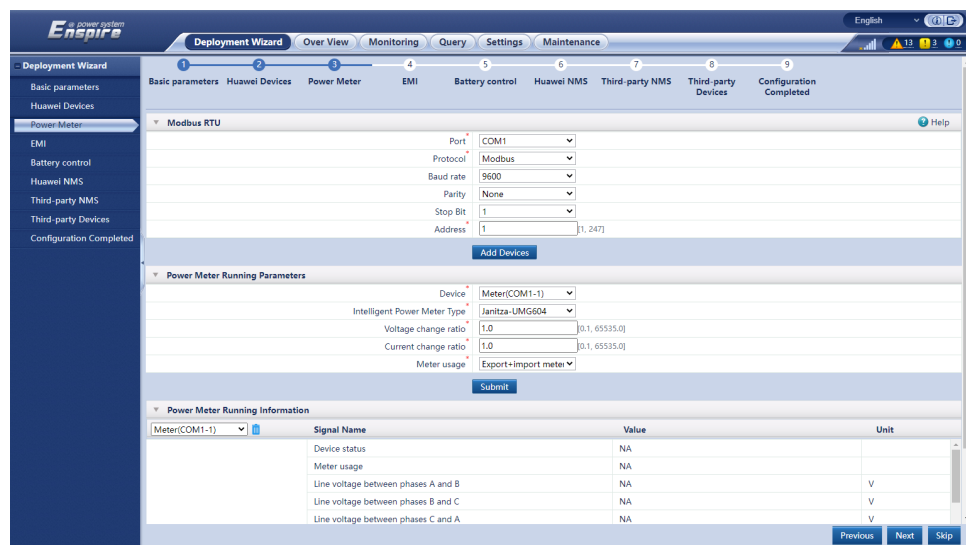 English
Enspire
@ power system
Deployment Wizard Over View Monitoring Query Settings Maintenance
13 3 0
Deployment Wizard
Basic parameters
Huawei Devices
Power Meter
EMI
Battery control
Huawei NMS
Third-party NMS
Third-party Devices
Configuration Completed
1 2 3 4 5 6 7 8 9
Basic parameters Huawei Devices Power Meter EMI Battery control Huawei NMS Third-party NMS Third-party Devices Configuration Completed
Modbus RTU Help
Port* COM1
Protocol* Modbus
Baud rate 9600
Parity None
Stop Bit 1
Address* 1 [1, 247]
Add Devices
Power Meter Running Parameters
Device* Meter(COM1-1)
Intelligent Power Meter Type* Janitza-UMG604
Voltage change ratio* 1.0 [0.1, 65535.0]
Current change ratio* 1.0 [0.1, 65535.0]
Meter usage* Export+import mete
Submit
Power Meter Running Information
Meter(COM1-1) Signal Name Value Unit
Device status NA
Meter usage NA
Line voltage between phases A and B NA V
Line voltage between phases B and C NA V
Line voltage between phases C and A NA V
Previous Next Skip